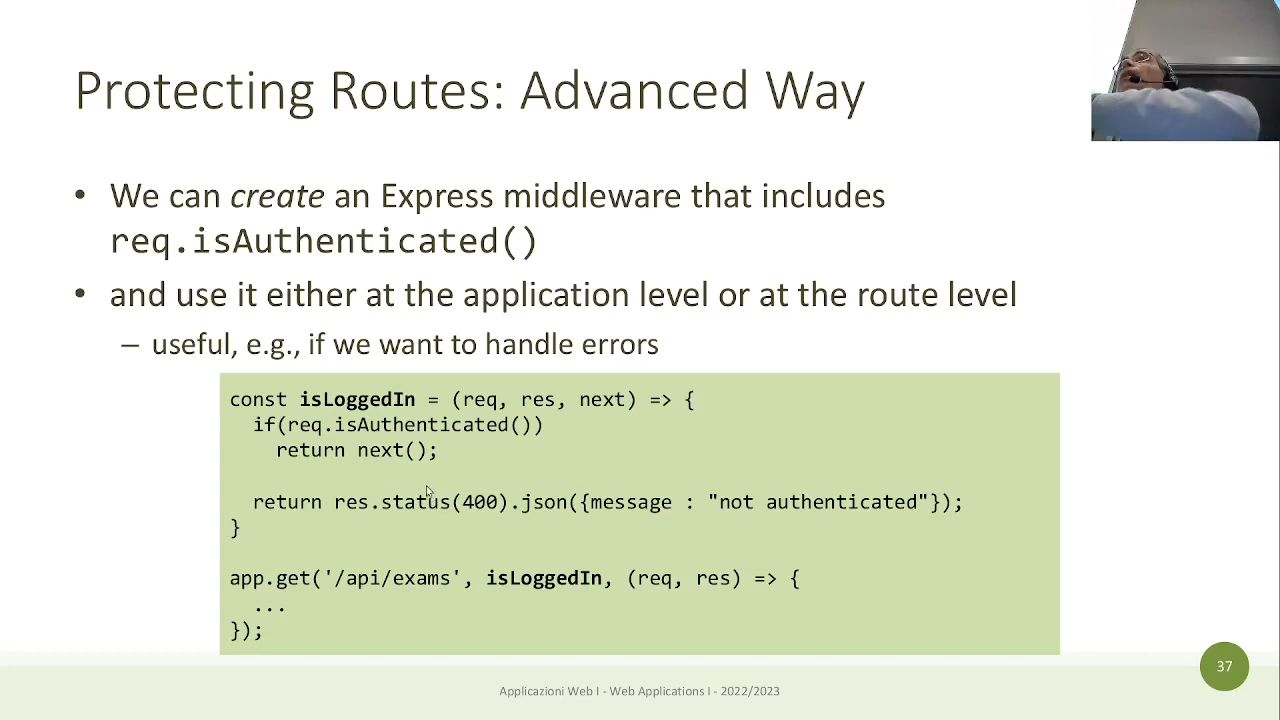 Protecting Routes: Advanced Way
• We can create an Express middleware that includes
req.isAuthenticated()
• and use it either at the application level or at the route level
– useful, e.g., if we want to handle errors
const isLoggedIn = (req, res, next) => {
  if(req.isAuthenticated())
    return next();
  return res.status(400).json({message : "not authenticated"});
}
app.get('/api/exams', isLoggedIn, (req, res) => {
  ...
});
37
Applicazioni Web I - Web Applications I - 2022/2023